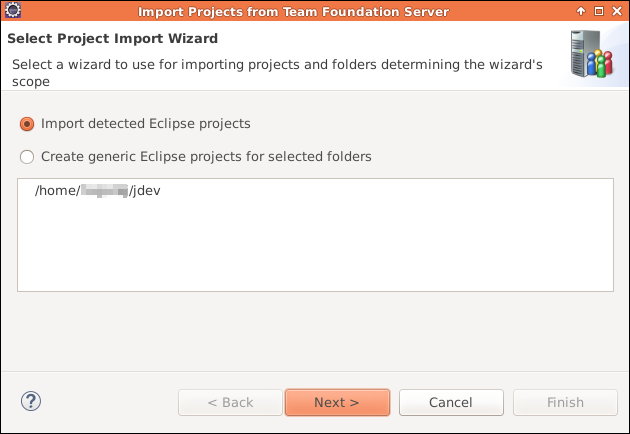 Import Projects from Team Foundation Server
Select Project Import Wizard
Select a wizard to use for importing projects and folders determining the wizard's
scope
Import detected Eclipse projects
Create generic Eclipse projects for selected folders
/home/ /jdev
?
< Back
Next >
Cancel
Finish